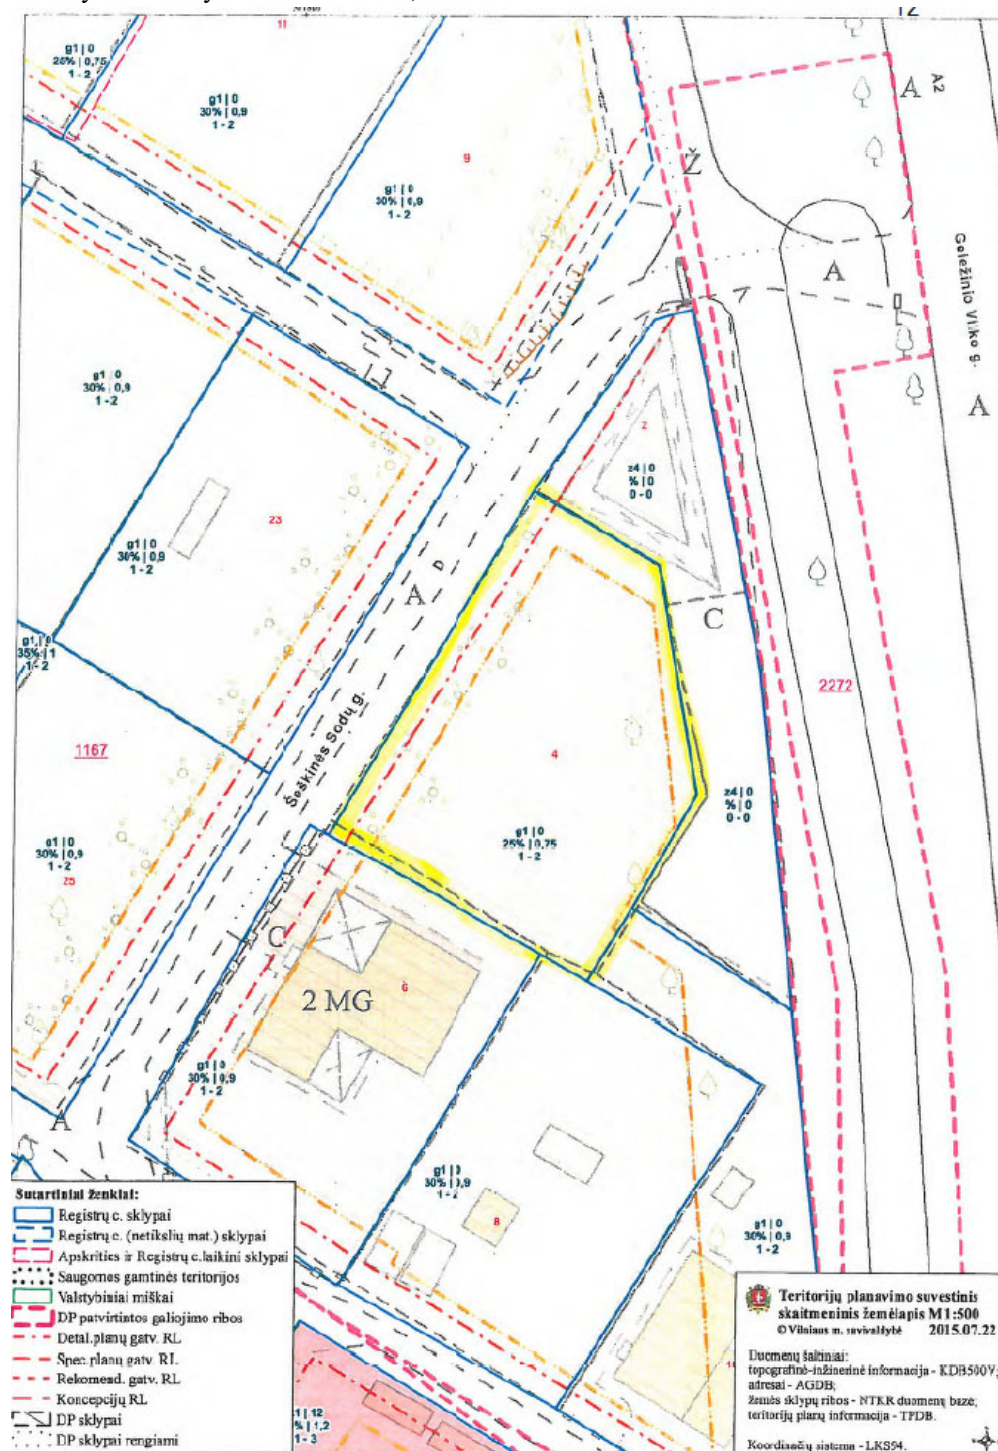 12
11
g1 | 0
25% | 0,75
1 - 2
g1 | 0
30% | 0,9
1 - 2
9
g1 | 0
30% | 0,9
1 - 2
A
A2
Ž
A
Geležinio Vilko g.
A
g1 | 0
30% | 0,9
1 - 2
2
z4 | 0
% | 0
0 - 0
23
g1 | 0
30% | 0,9
1 - 2
D
A
C
g1 | 0
35% | 1
1 - 2
2272
Šeškinės Sodų g.
1167
4
z4 | 0
% | 0
0 - 0
g1 | 0
25% | 0,75
1 - 2
g1 | 0
30% | 0,9
1 - 2
25
C
6
2 MG
g1 | 0
30% | 0,9
1 - 2
A
g1 | 0
30% | 0,9
1 - 2
8
g1 | 0
30% | 0,9
1 - 2
Sutartiniai ženklai:
Registrų c. sklypai
Registrų c. (netikslių mat.) sklypai
Apskrities ir Registrų c.laikini sklypai
Saugomos gamtinės teritorijos
Valstybiniai miškai
DP patvirtintos galiojimo ribos
Detal.planų gatv. RL
Spec.planų gatv. RL
Rekomend. gatv. RL
Koncepcijų RL
DP sklypai
DP sklypai rengiami
1 | 12
% | 1,2
1 - 3
Teritorijų planavimo suvestinis
skaitmeninis žemėlapis M1:500
© Vilniaus m. savivaldybė 2015.07.22
Duomenų šaltiniai:
topografinė-inžinerinė informacija - KDB500V;
adresai - AGDB;
žemės sklypų ribos - NTKR duomenų bazė;
teritorijų planų informacija - TPDB.
Koordinačių sistema - LKS94.